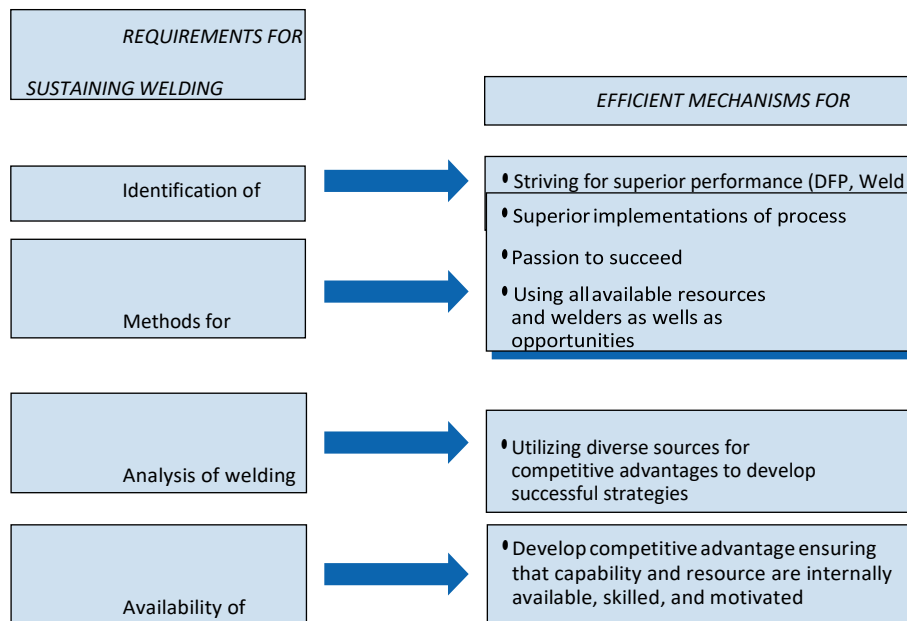 REQUIREMENTS FOR
SUSTAINING WELDING
EFFICIENT MECHANISMS FOR
Identification of
• Striving for superior performance (DFP, Weld
• Superior implementations of process
• Passion to succeed
• Using all available resources
and welders as wells as
opportunities
Methods for
Analysis of welding
• Utilizing diverse sources for
competitive advantages to develop
successful strategies
Availability of
• Develop competitive advantage ensuring
that capability and resource are internally
available, skilled, and motivated